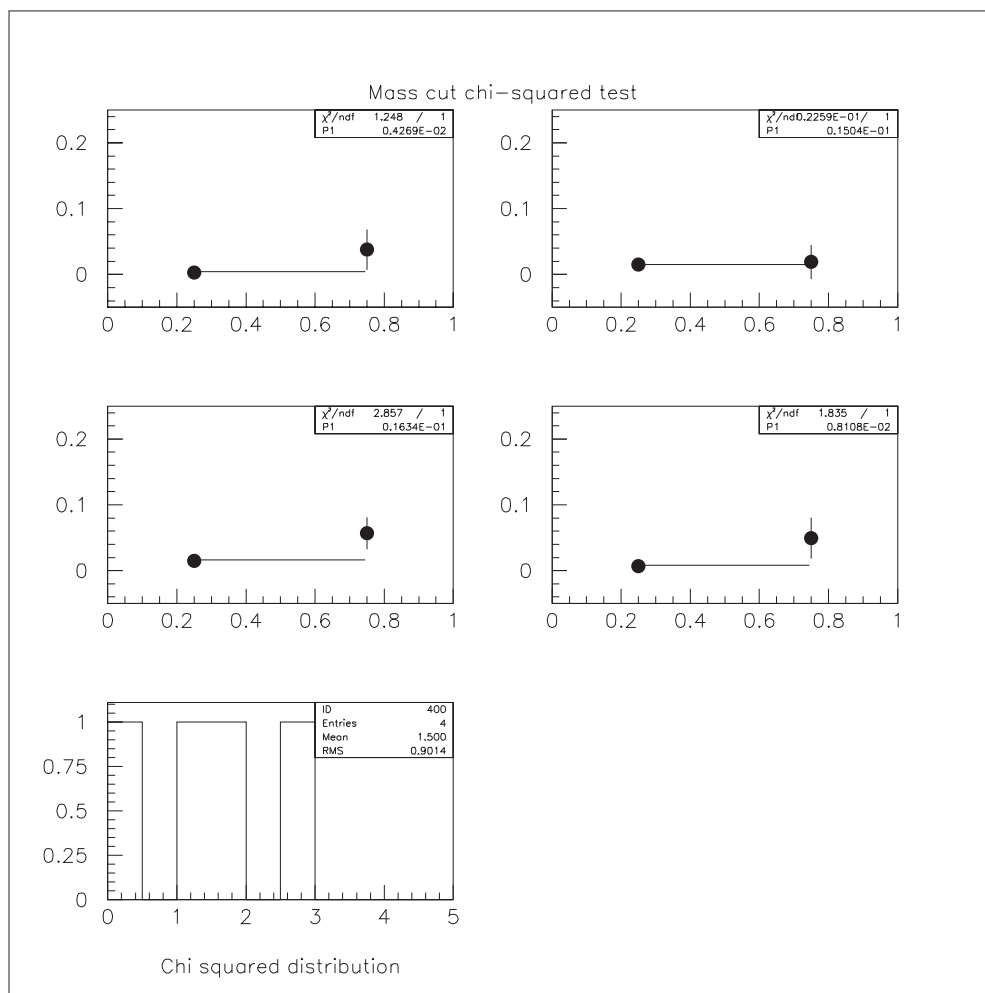 Mass cut chi-squared test
χ²/ndf 1.248 / 1
P1 0.4269E-02
0.2
0.1
0
0 0.2 0.4 0.6 0.8 1
χ²/ndf 0.2259E-01/ 1
P1 0.1504E-01
0.2
0.1
0
0 0.2 0.4 0.6 0.8 1
χ²/ndf 2.857 / 1
P1 0.1634E-01
0.2
0.1
0
0 0.2 0.4 0.6 0.8 1
χ²/ndf 1.835 / 1
P1 0.8108E-02
0.2
0.1
0
0 0.2 0.4 0.6 0.8 1
ID 400
Entries 4
Mean 1.500
RMS 0.9014
1
0.75
0.5
0.25
0
0 1 2 3 4 5
Chi squared distribution